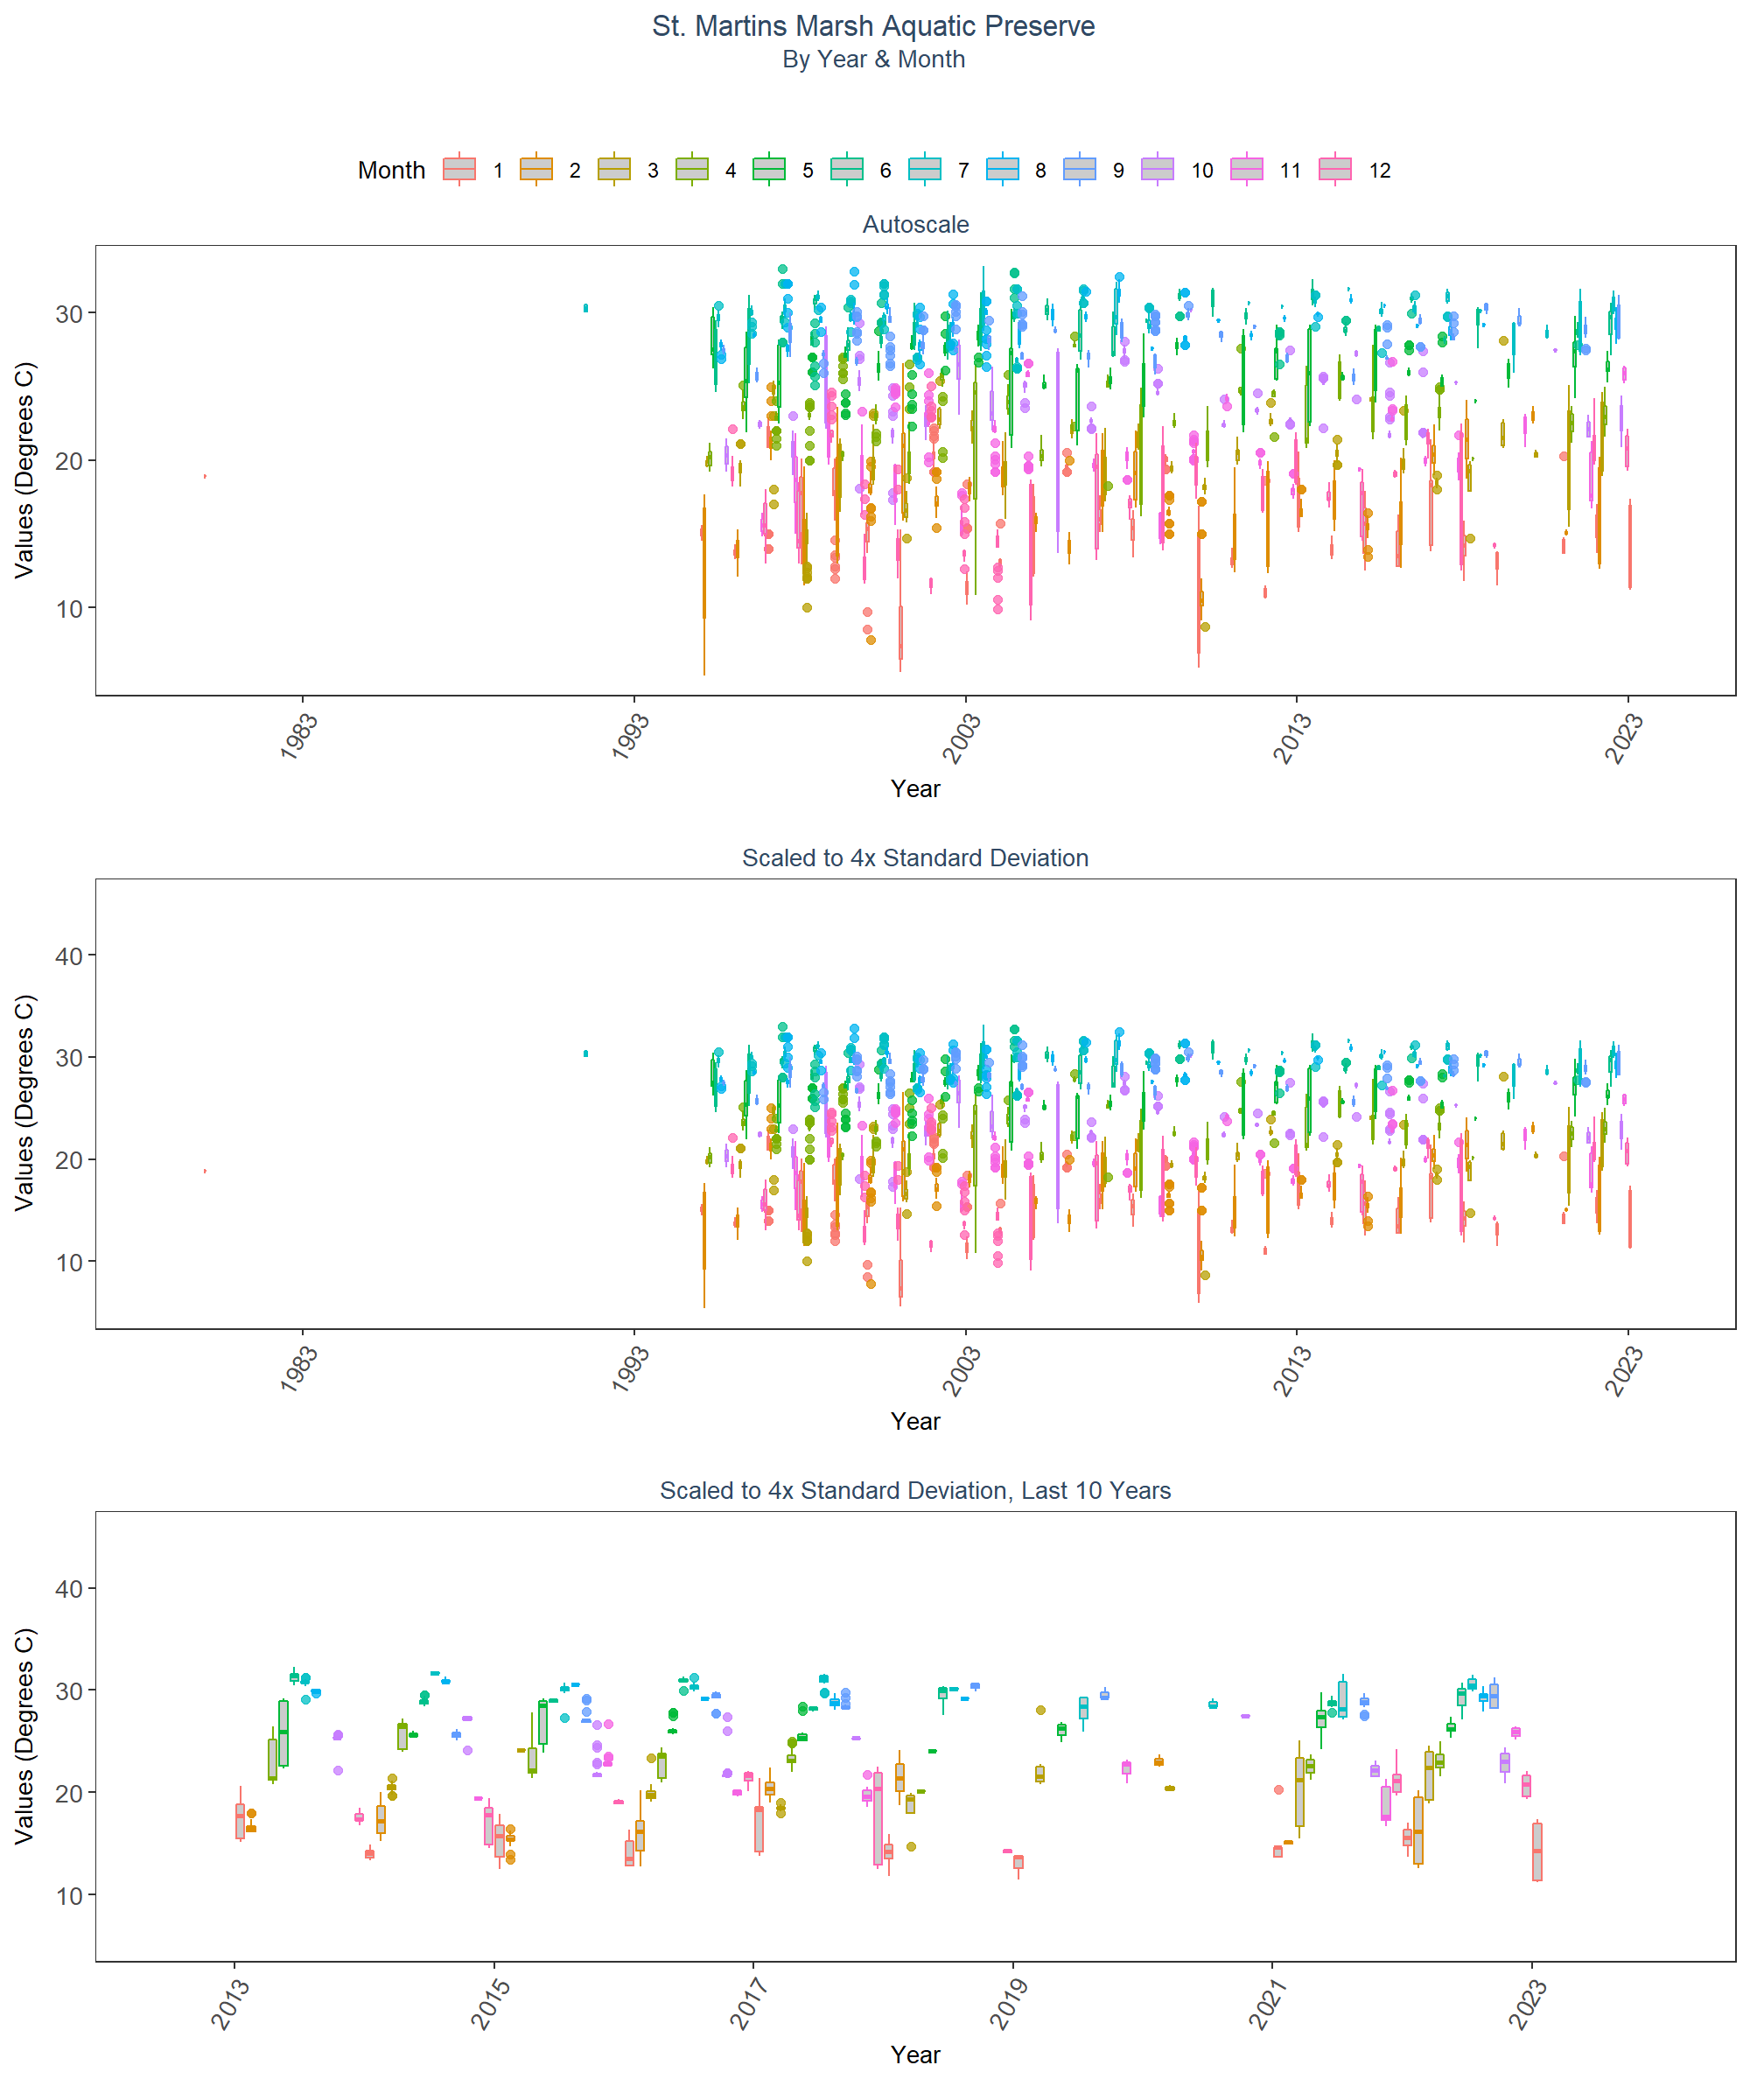 St. Martins Marsh Aquatic Preserve
By Year & Month
Month 1 2 3 4 5 6 7 8 9 10 11 12
Autoscale
Values (Degrees C)
30
20
10
1983 1993 2003 2013 2023
Year
Scaled to 4x Standard Deviation
Values (Degrees C)
40
30
20
10
1983 1993 2003 2013 2023
Year
Scaled to 4x Standard Deviation, Last 10 Years
Values (Degrees C)
40
30
20
10
2013 2015 2017 2019 2021 2023
Year